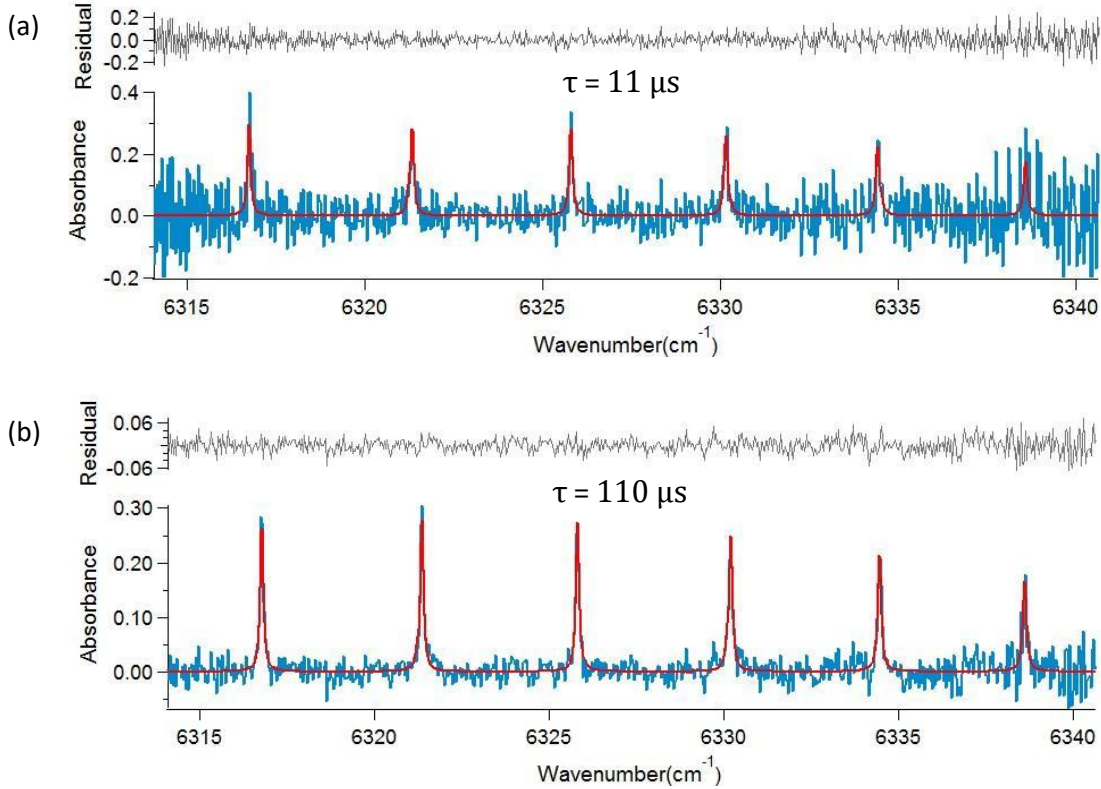 (a)
Residual
0.2
0.0
-0.2
τ = 11 μs
Absorbance
0.4
0.2
0.0
-0.2
6315 6320 6325 6330 6335 6340
Wavenumber(cm⁻¹)
(b)
Residual
0.06
-0.06
τ = 110 μs
Absorbance
0.30
0.20
0.10
0.00
6315 6320 6325 6330 6335 6340
Wavenumber(cm⁻¹)